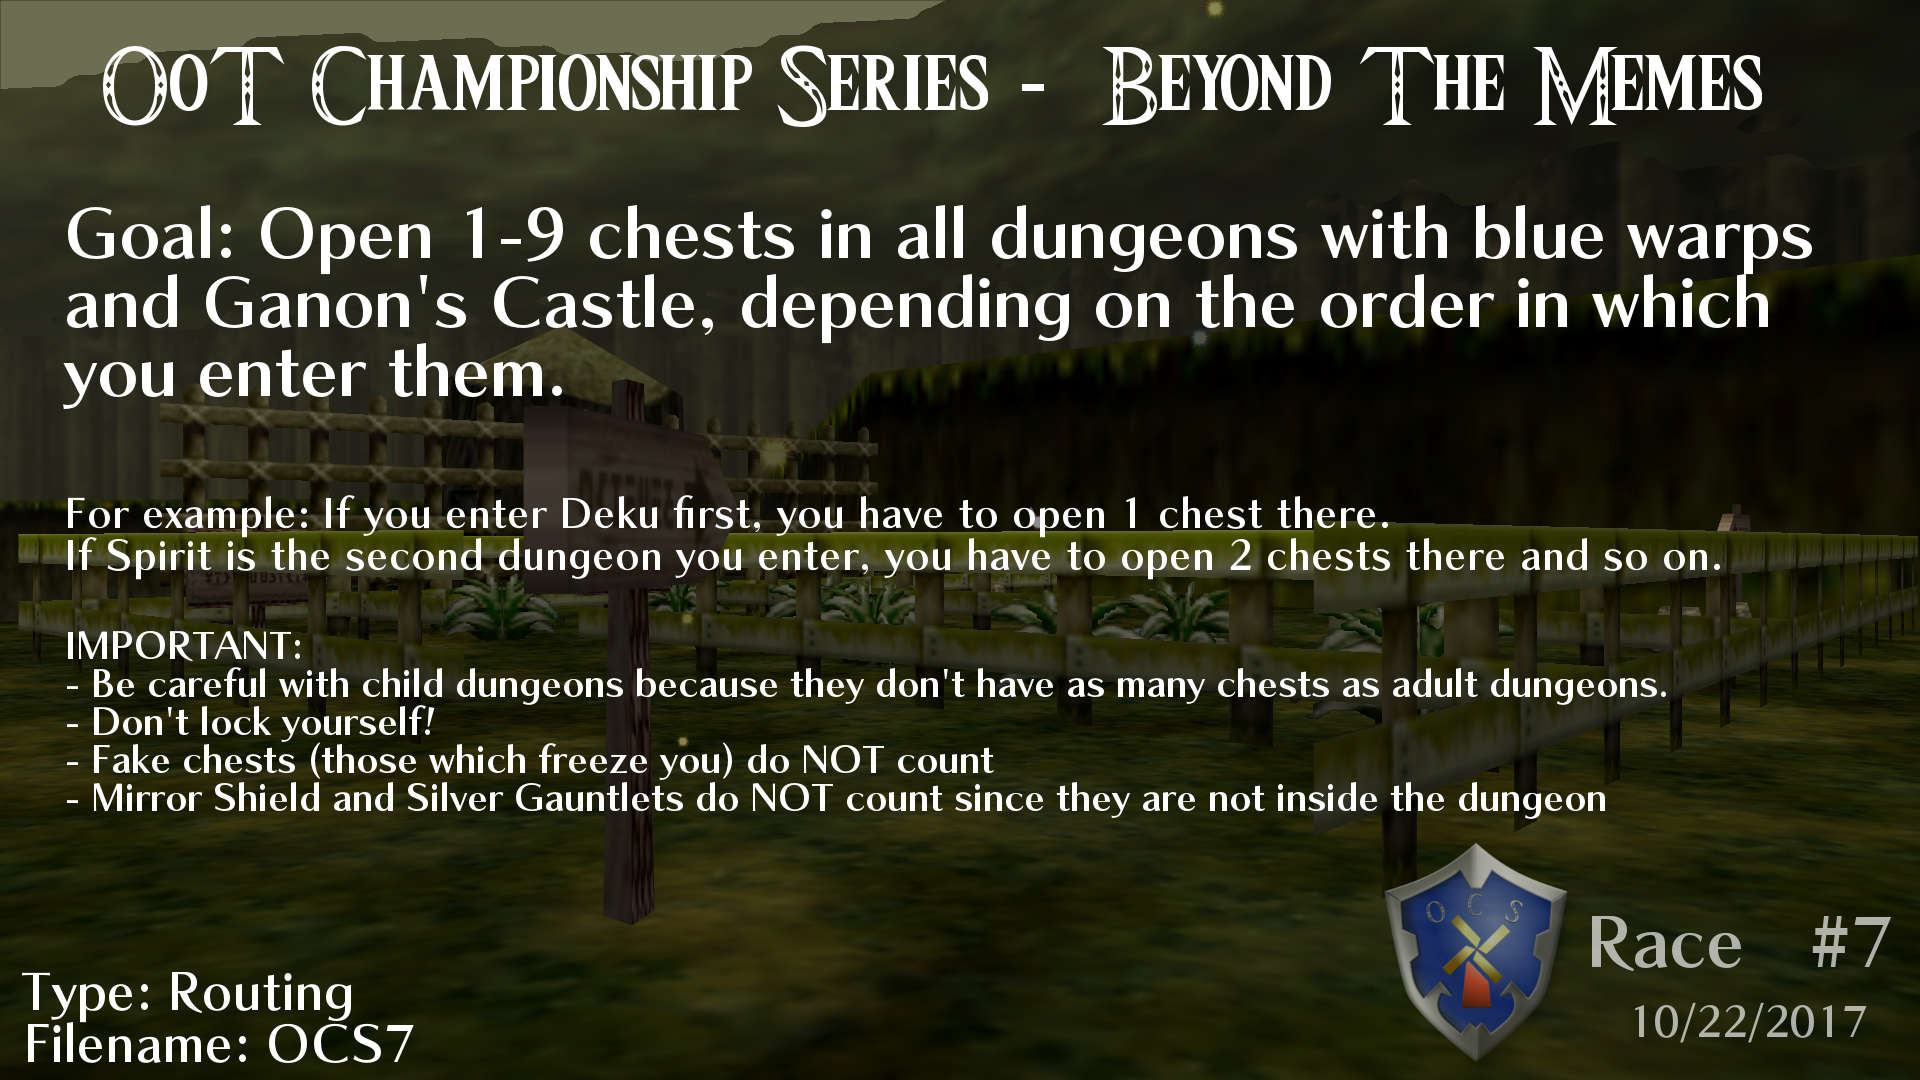 OoT Championship Series - Beyond The Memes
Goal: Open 1-9 chests in all dungeons with blue warps
and Ganon's Castle, depending on the order in which
you enter them.
For example: If you enter Deku first, you have to open 1 chest there.
If Spirit is the second dungeon you enter, you have to open 2 chests there and so on.
IMPORTANT:
- Be careful with child dungeons because they don't have as many chests as adult dungeons.
- Don't lock yourself!
- Fake chests (those which freeze you) do NOT count
- Mirror Shield and Silver Gauntlets do NOT count since they are not inside the dungeon
OCS
Race #7
10/22/2017
Type: Routing
Filename: OCS7